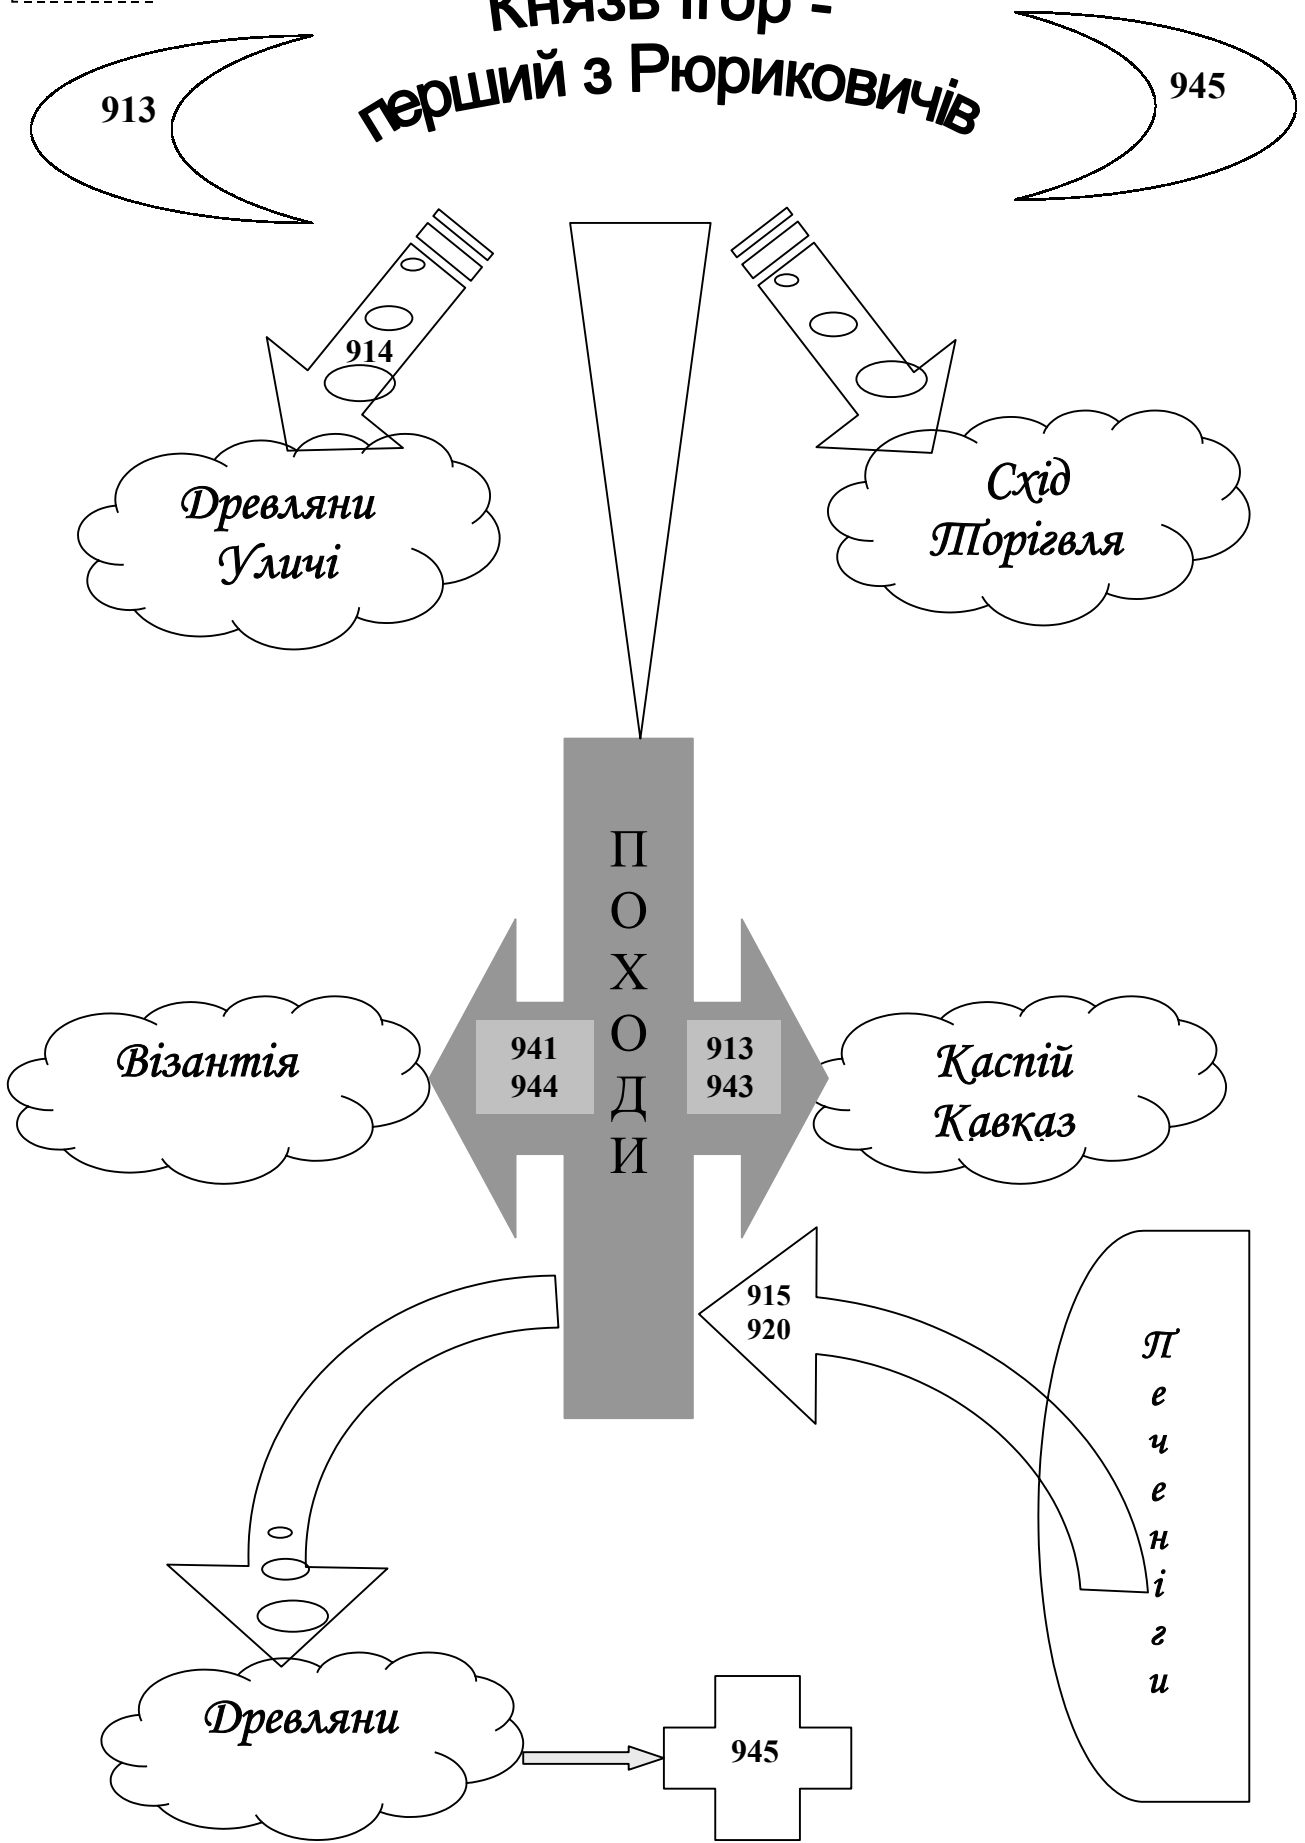 Князь Ігор -
перший з Рюриковичів
913
945
914
Древляни
Уличі
Схід
Торігвля
П
О
Х
О
Д
И
941
944
913
943
Візантія
Каспій
Кавказ
915
920
П
е
ч
е
н
і
г
и
Древляни
945